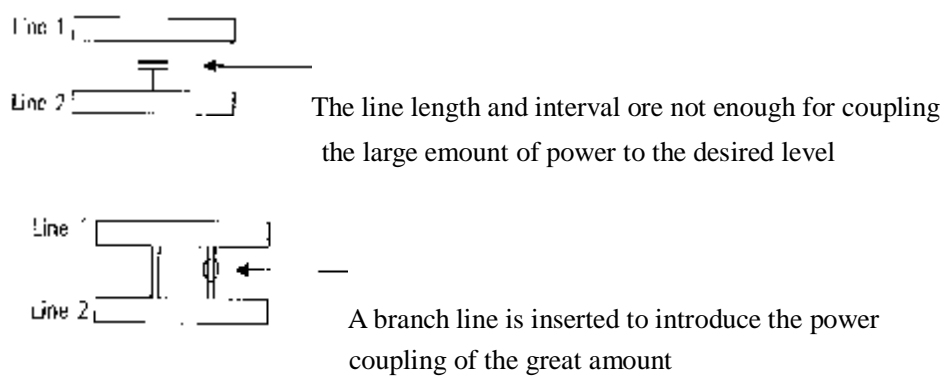 Line 1
Line 2
The line length and interval ore not enough for coupling
the large emount of power to the desired level
Line
Line 2
A branch line is inserted to introduce the power
coupling of the great amount